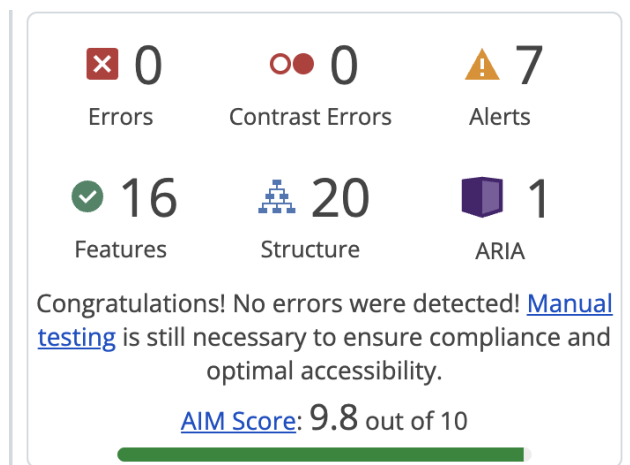 0 0 7
Errors Contrast Errors Alerts
16 20 1
Features Structure ARIA
Congratulations! No errors were detected! Manual
testing is still necessary to ensure compliance and
optimal accessibility.
AIM Score: 9.8 out of 10